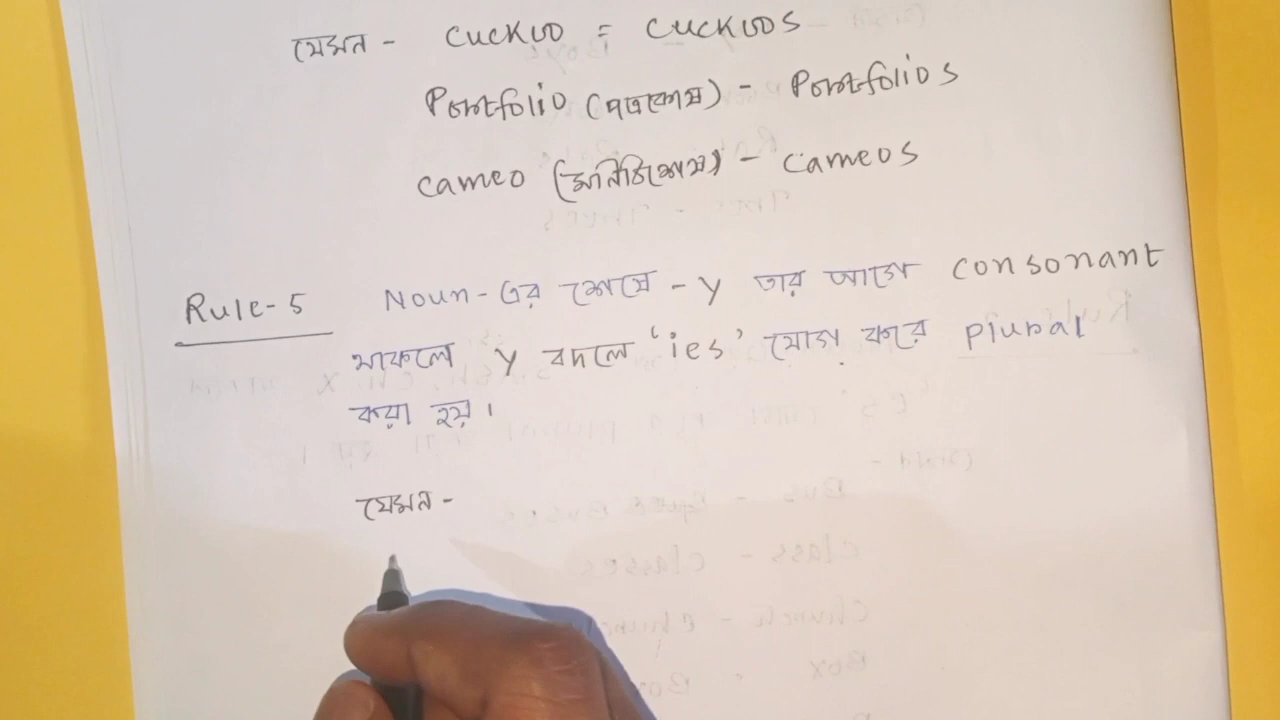 যেমন - cuckoo = cuckoos
Portfolio (পত্রকোষ) - Portfolios
cameo (মনিবিশেষ) - cameos
Rule-5 Noun-এর শেষে - y তার আগে consonant
থাকলে y বদলে 'ies' যোগ করে plural
করা হয়।
যেমন -